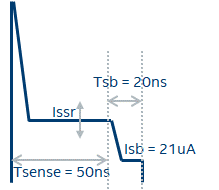 Tsb = 20ns
Issr
Isb = 21uA
Tsense = 50ns